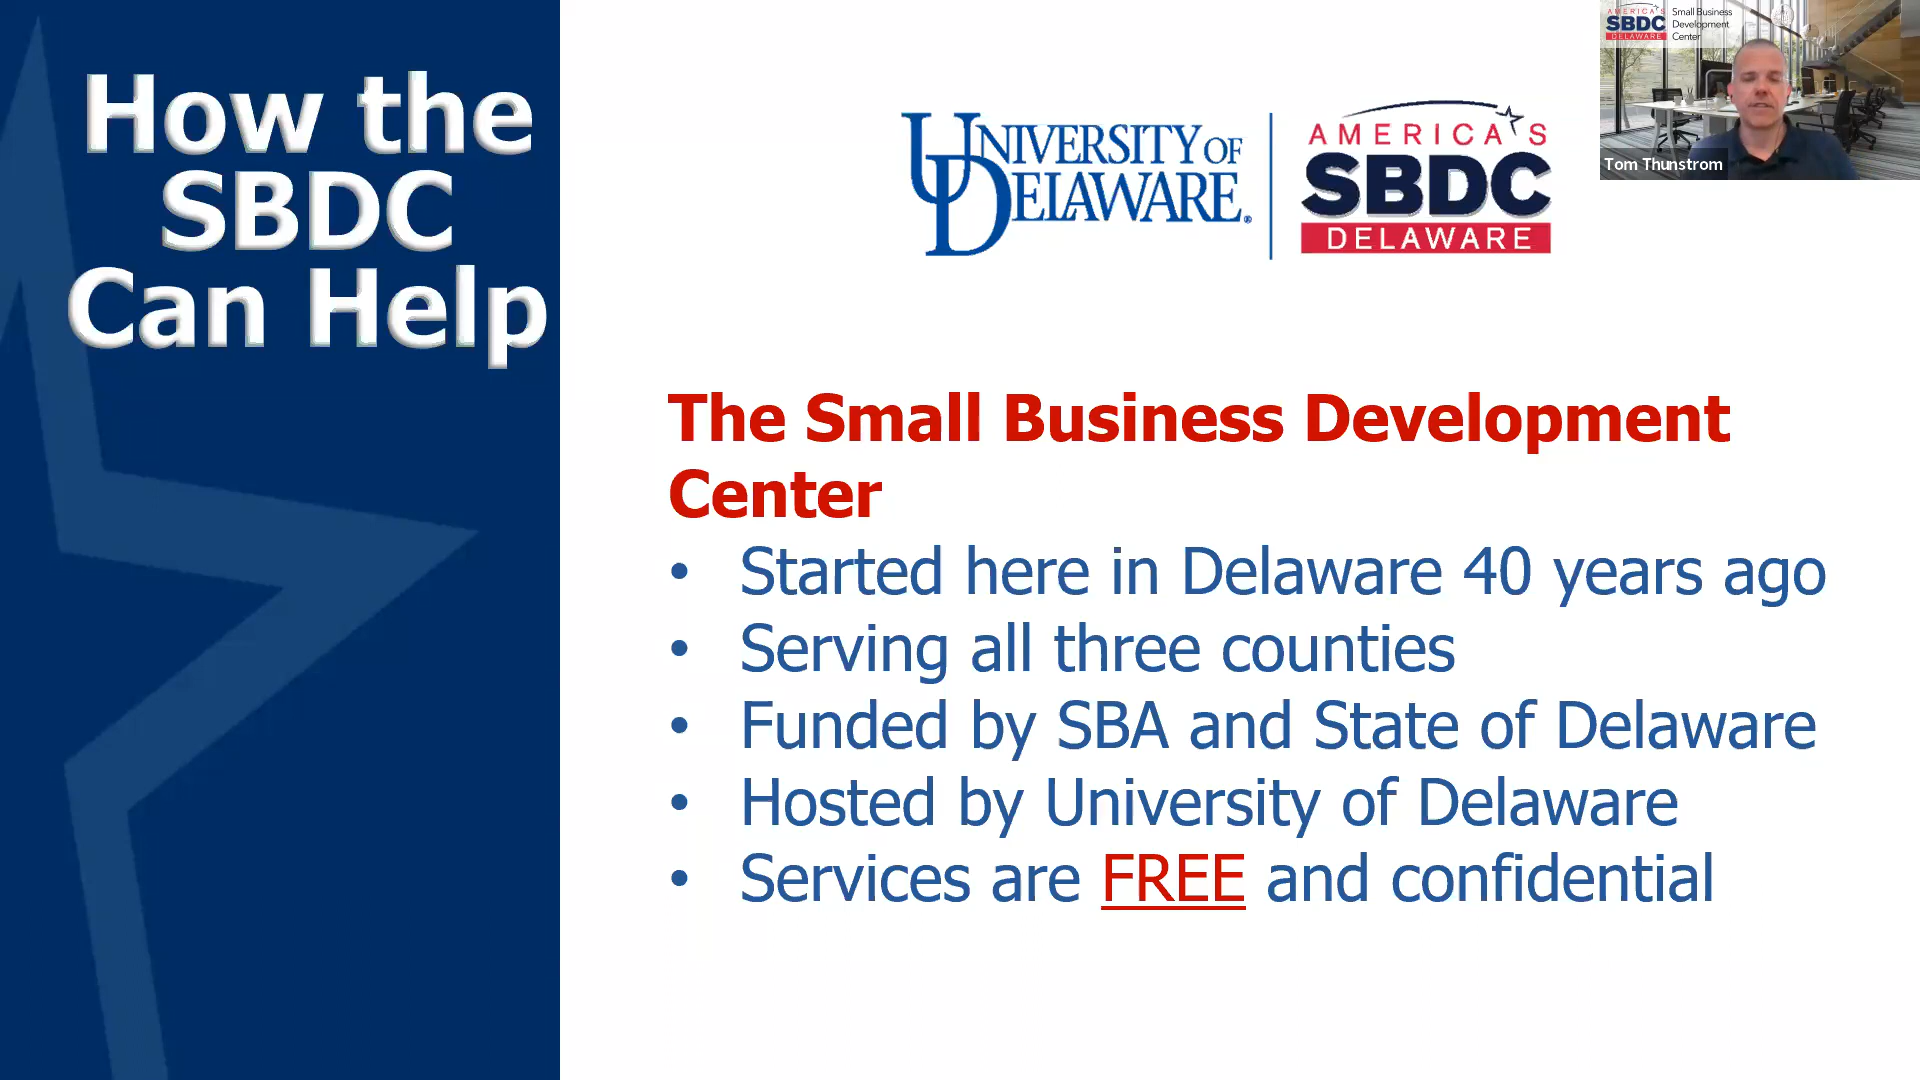 How the
SBDC
Can Help
UNIVERSITY OF
DELAWARE®
AMERICA'S
SBDC
DELAWARE
AMERICA'S
SBDC
DELAWARE
Small Business
Development
Center
Tom Thunstrom
The Small Business Development
Center
• Started here in Delaware 40 years ago
• Serving all three counties
• Funded by SBA and State of Delaware
• Hosted by University of Delaware
• Services are FREE and confidential